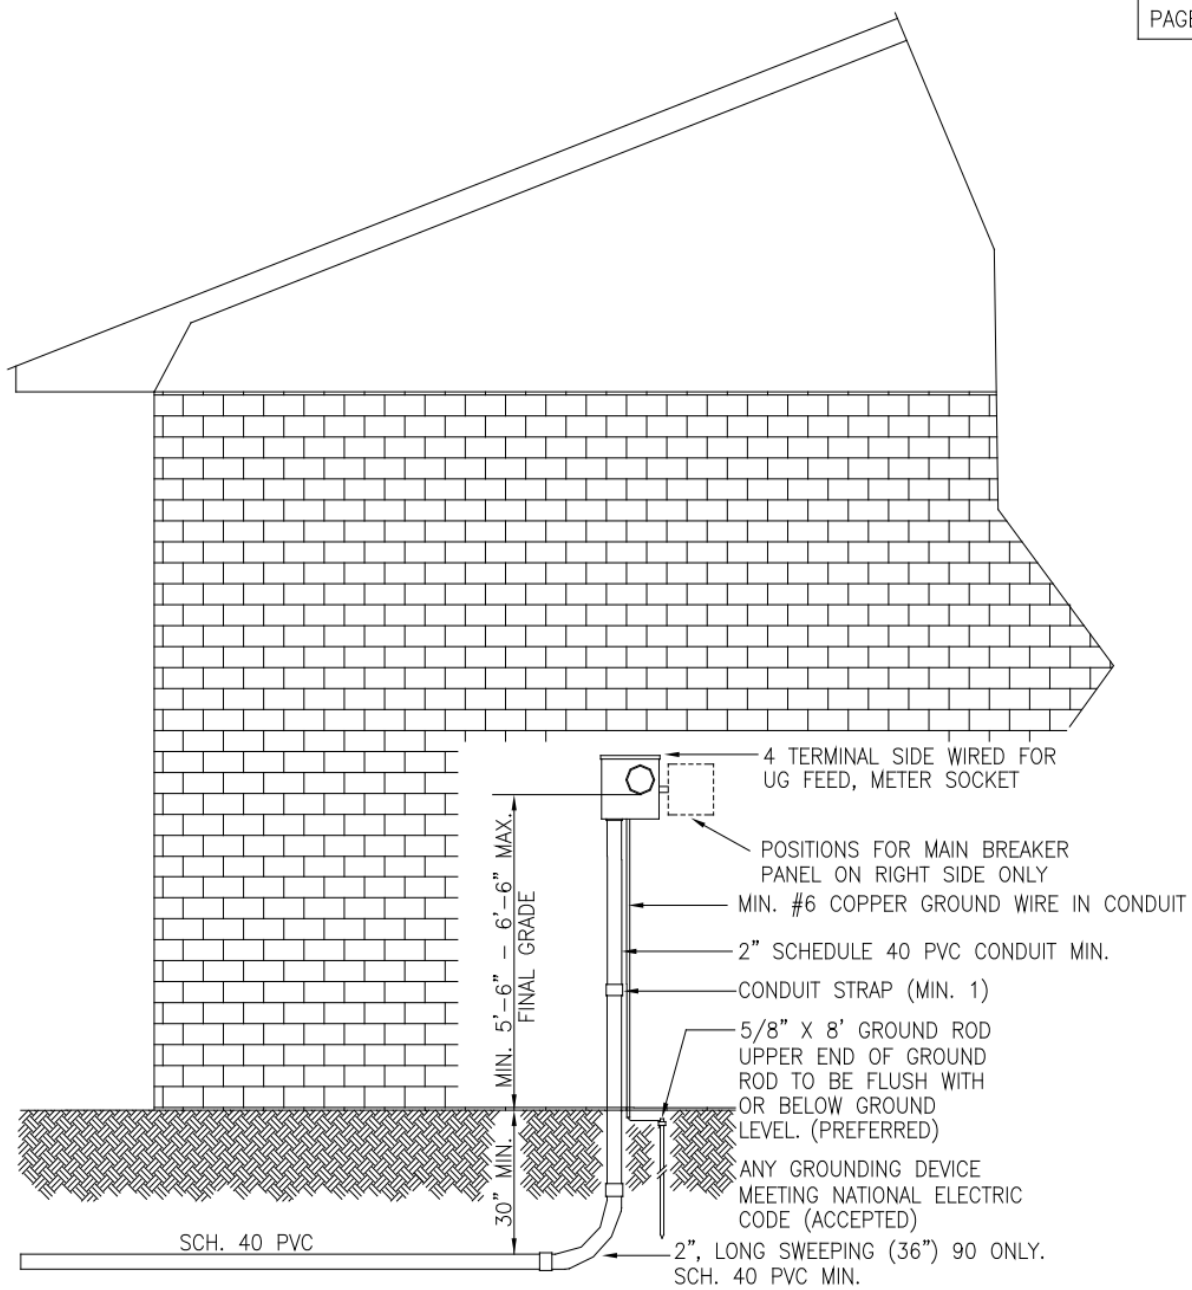 PAGE
4 TERMINAL SIDE WIRED FOR
UG FEED, METER SOCKET
POSITIONS FOR MAIN BREAKER
PANEL ON RIGHT SIDE ONLY
MIN. #6 COPPER GROUND WIRE IN CONDUIT
2" SCHEDULE 40 PVC CONDUIT MIN.
CONDUIT STRAP (MIN. 1)
5/8" X 8' GROUND ROD
UPPER END OF GROUND
ROD TO BE FLUSH WITH
OR BELOW GROUND
LEVEL. (PREFERRED)
ANY GROUNDING DEVICE
MEETING NATIONAL ELECTRIC
CODE (ACCEPTED)
2", LONG SWEEPING (36") 90 ONLY.
SCH. 40 PVC MIN.
MIN. 5'-6" - 6'-6" MAX.
FINAL GRADE
30" MIN.
SCH. 40 PVC